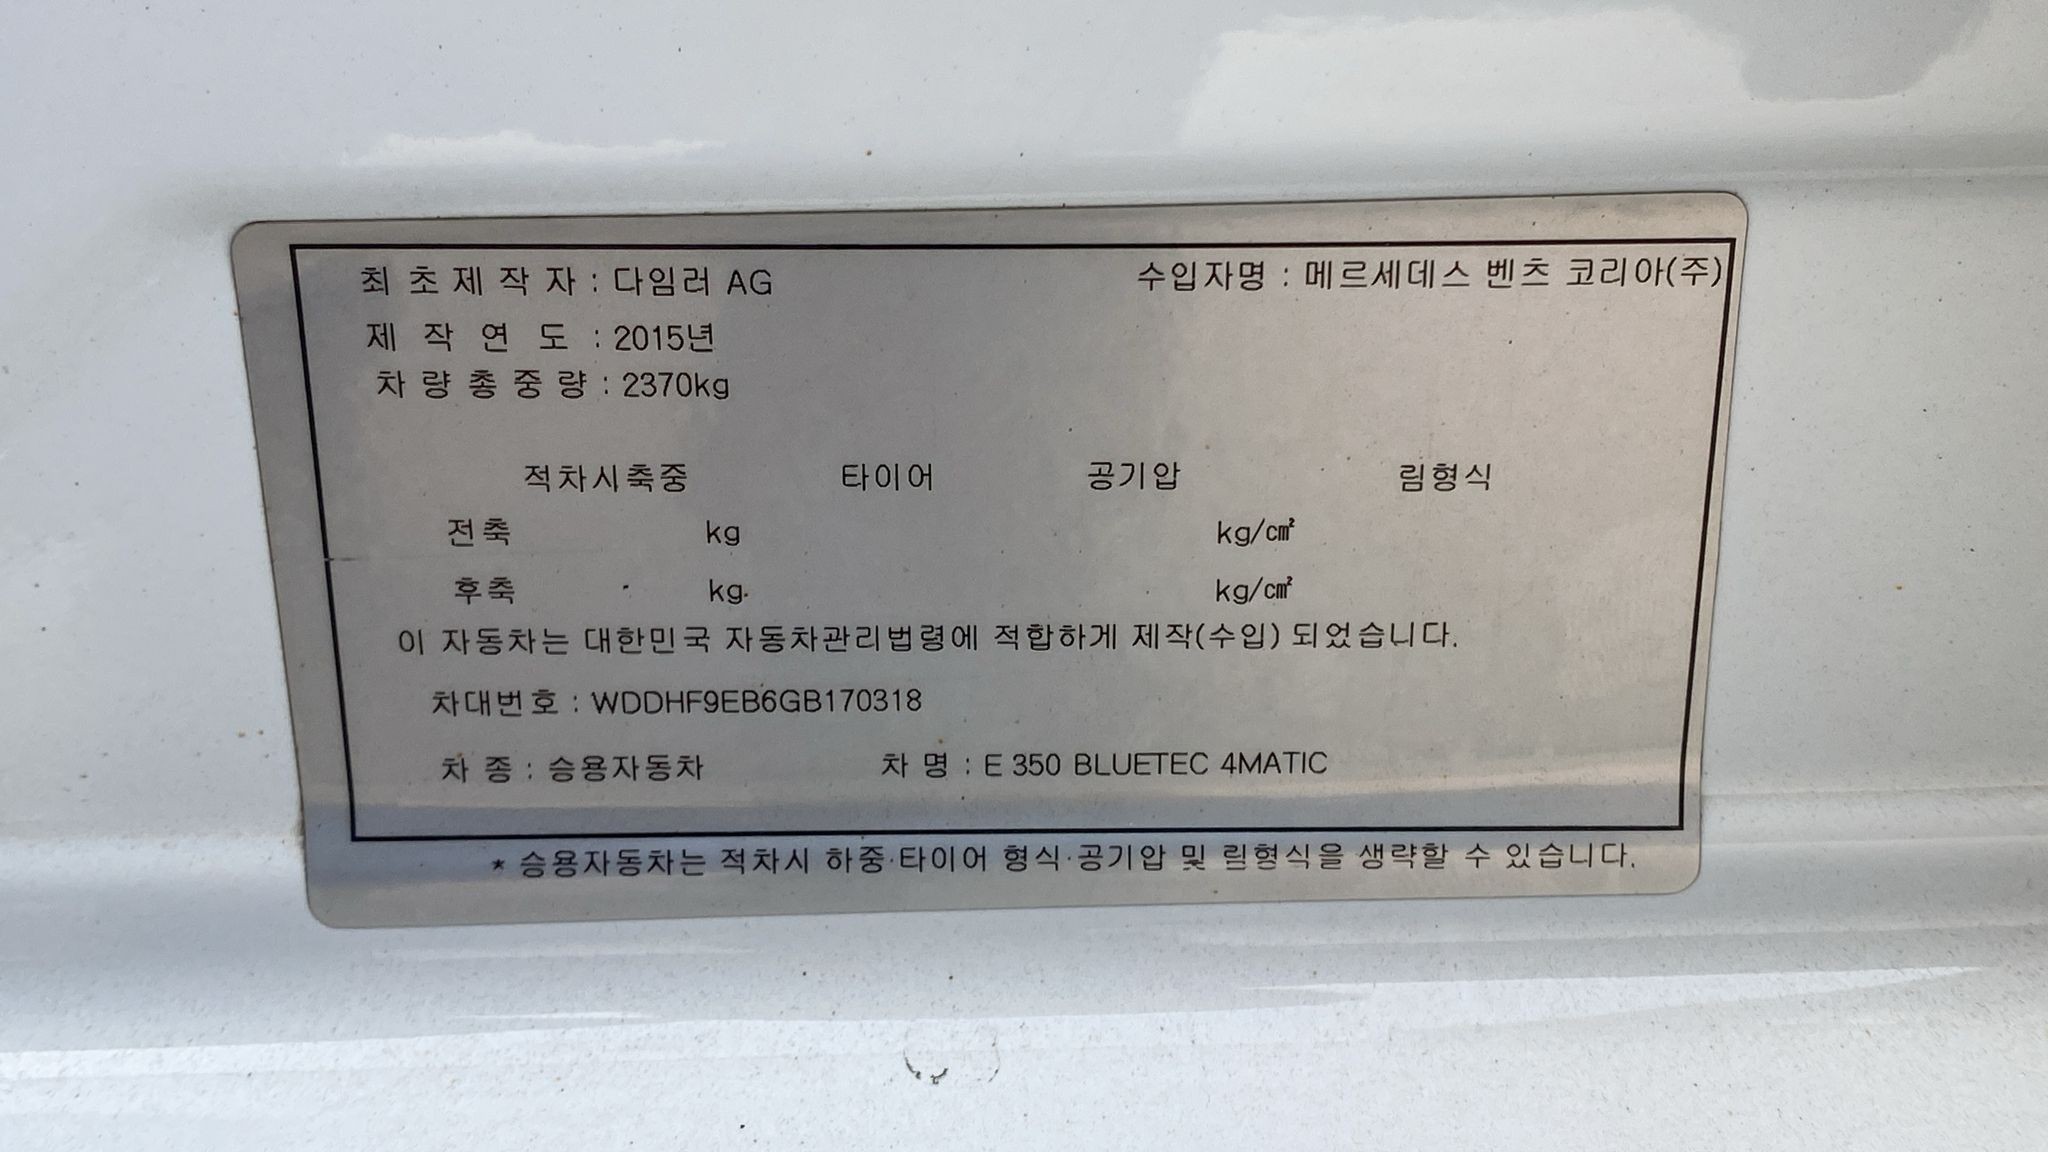 최초제작자 : 다임러 AG 수입자명 : 메르세데스 벤츠 코리아(주)
제작연도 : 2015년
차량총중량 : 2370kg
적차시축중 타이어 공기압 림형식
전축 kg kg/㎠
후축 kg kg/㎠
이 자동차는 대한민국 자동차관리법령에 적합하게 제작(수입) 되었습니다.
차대번호 : WDDHF9EB6GB170318
차 종 : 승용자동차 차 명 : E 350 BLUETEC 4MATIC
* 승용자동차는 적차시 하중·타이어 형식·공기압 및 림형식을 생략할 수 있습니다.